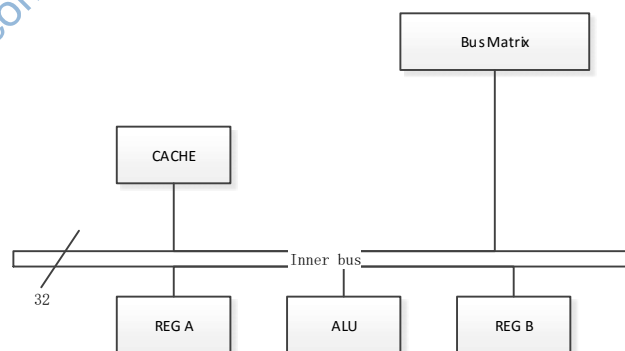 BusMatrix
CACHE
Inner bus
32
REG A
ALU
REG B